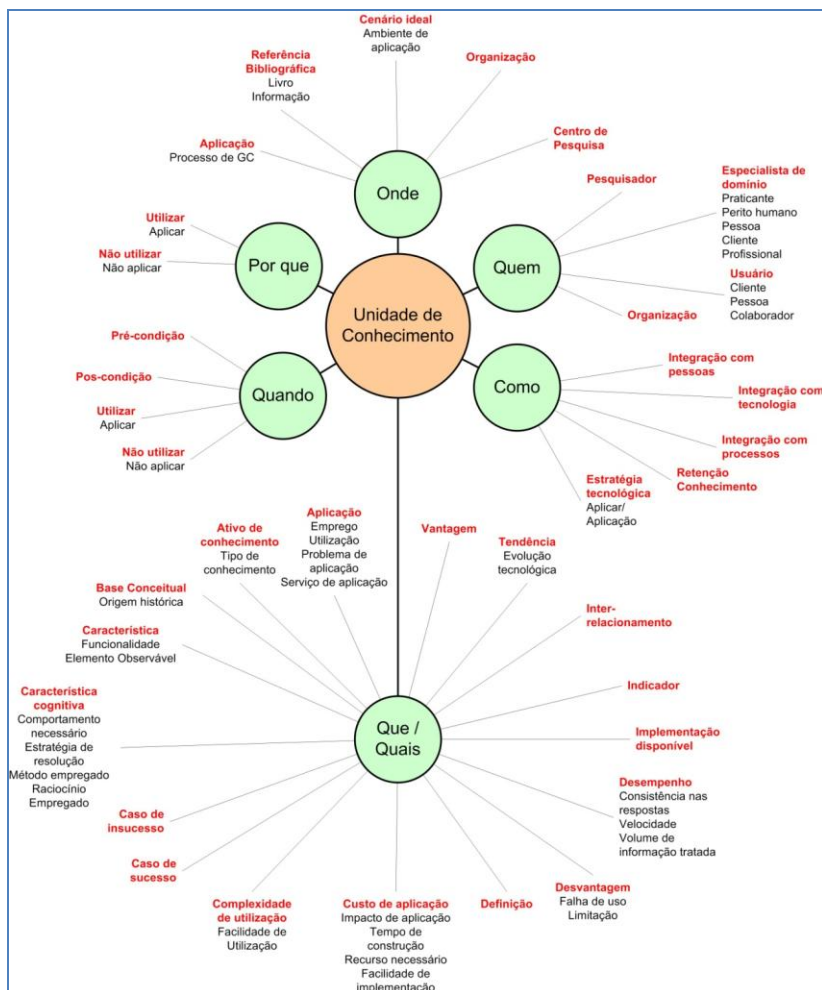 Cenário ideal
Ambiente de
aplicação
Referência
Bibliográfica
Livro
Informação
Organização
Aplicação
Processo de GC
Centro de
Pesquisa
Onde
Utilizar
Aplicar
Não utilizar
Não aplicar
Por que
Pesquisador
Especialista de
domínio
Praticante
Perito humano
Pessoa
Cliente
Profissional
Usuário
Cliente
Pessoa
Colaborador
Organização
Quem
Unidade de
Conhecimento
Pré-condição
Pos-condição
Utilizar
Aplicar
Não utilizar
Não aplicar
Quando
Como
Integração com
pessoas
Integração com
tecnologia
Integração com
processos
Retenção
Conhecimento
Estratégia
tecnológica
Aplicar/
Aplicação
Aplicação
Emprego
Utilização
Problema de
aplicação
Serviço de aplicação
Ativo de
conhecimento
Tipo de
conhecimento
Vantagem
Tendência
Evolução
tecnológica
Base Conceitual
Origem histórica
Característica
Funcionalidade
Elemento Observável
Inter-
relacionamento
Indicador
Característica
cognitiva
Comportamento
necessário
Estratégia de
resolução
Método empregado
Raciocínio
Empregado
Que /
Quais
Implementação
disponível
Desempenho
Consistência nas
respostas
Velocidade
Volume de
informação tratada
Caso de
insucesso
Caso de
sucesso
Complexidade
de utilização
Facilidade de
Utilização
Custo de aplicação
Impacto de aplicação
Tempo de
construção
Recurso necessário
Facilidade de
implementação
Definição
Desvantagem
Falha de uso
Limitação